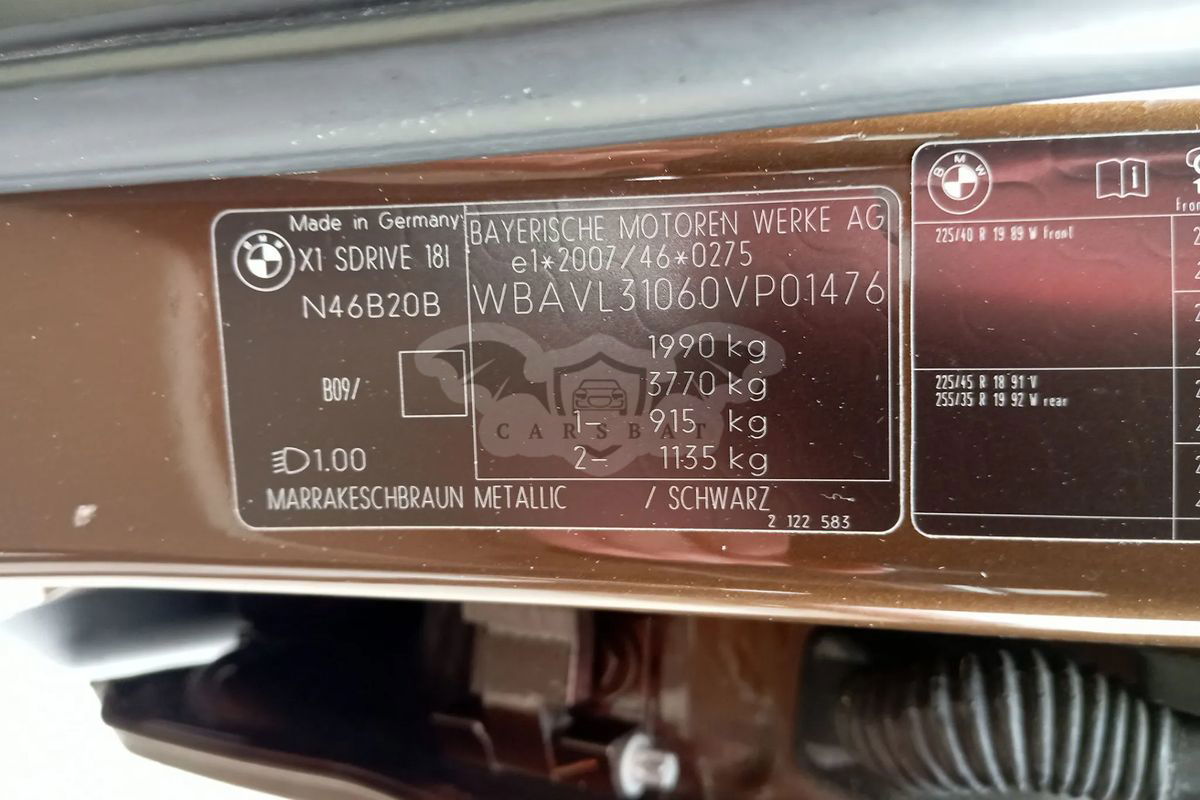 Made in Germany
X1 SDRIVE 18I
N46B20B
B09/
1.00
BAYERISCHE MOTOREN WERKE AG
e1*2007/46*0275
WBAVL31060VP01476
1990 kg
3770 kg
1- 915 kg
2- 1135 kg
CARSBAT
MARRAKESCHBRAUN METALLIC / SCHWARZ
2 122 583
BMW
225/40 R 19 89 W front
225/45 R 18 91 V
255/35 R 19 92 W rear